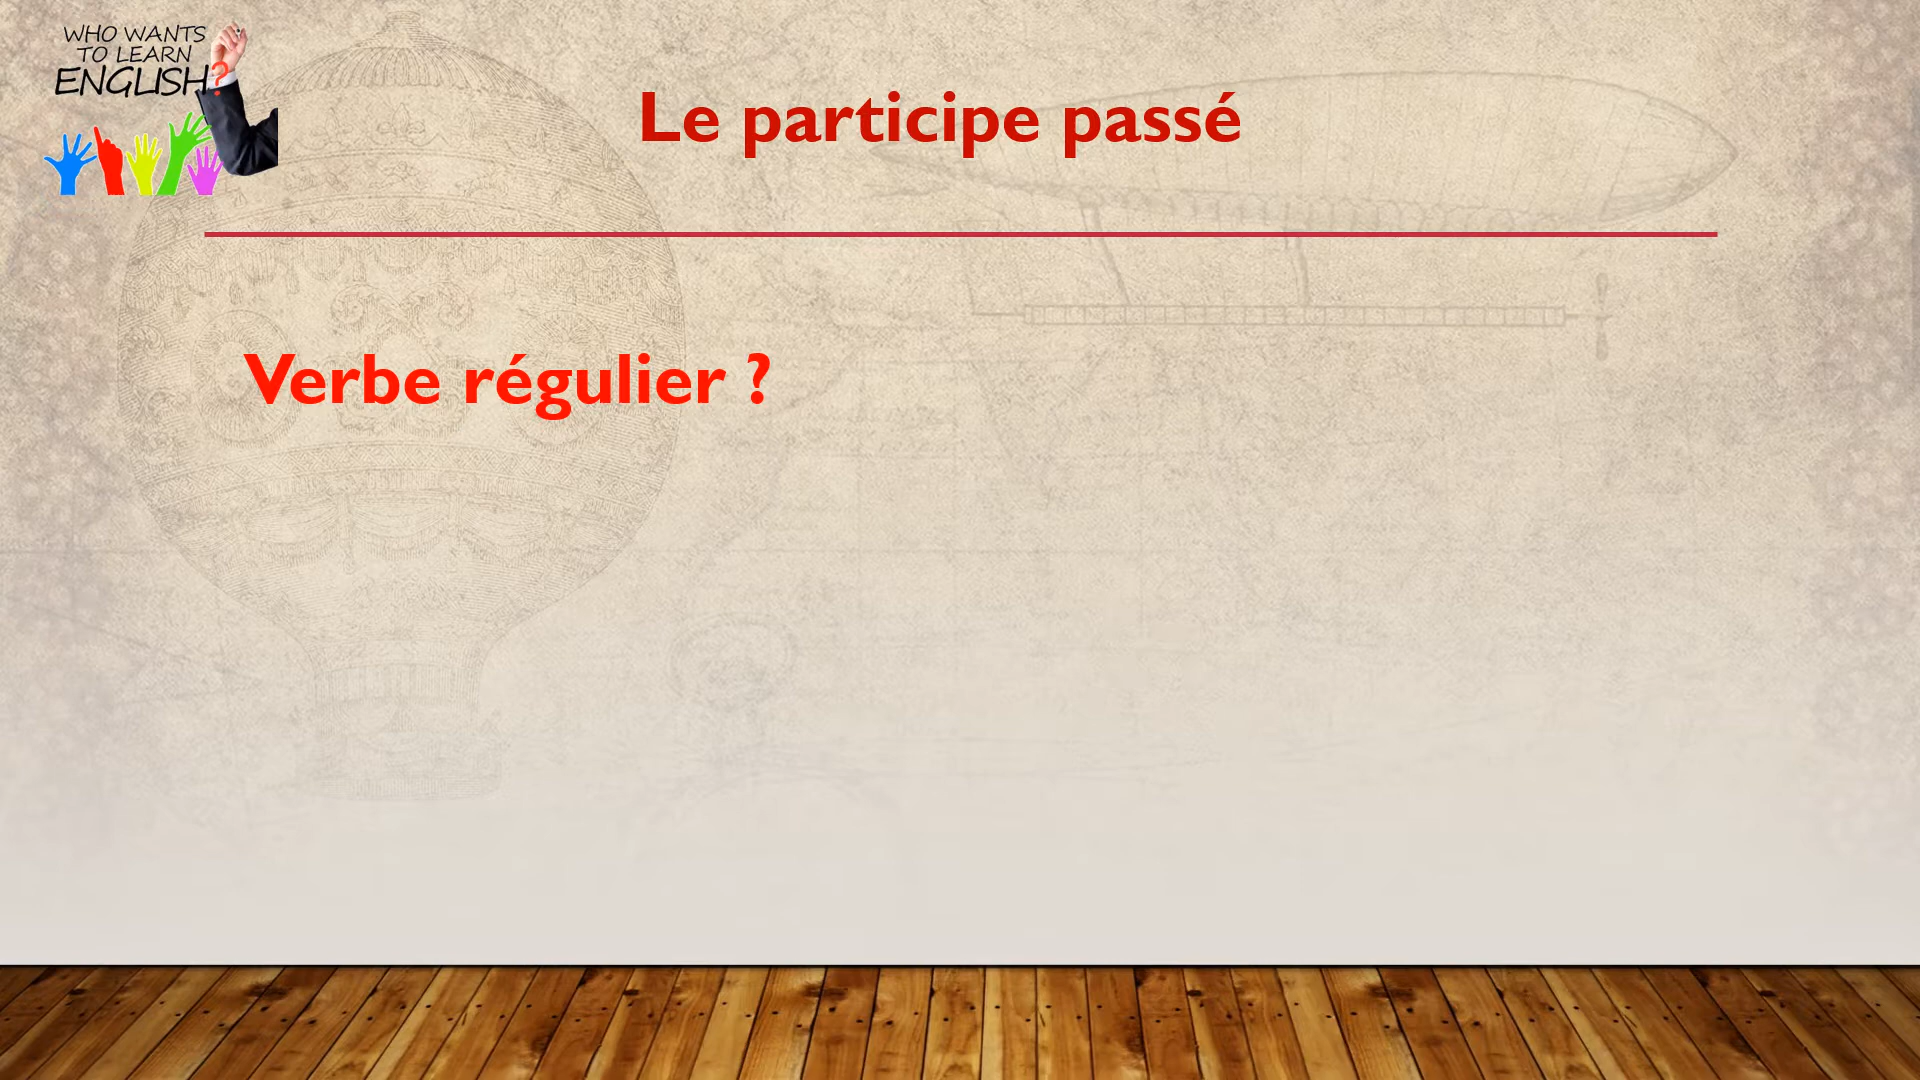 WHO WANTS
TO LEARN
ENGLISH?
Le participe passé
Verbe régulier ?